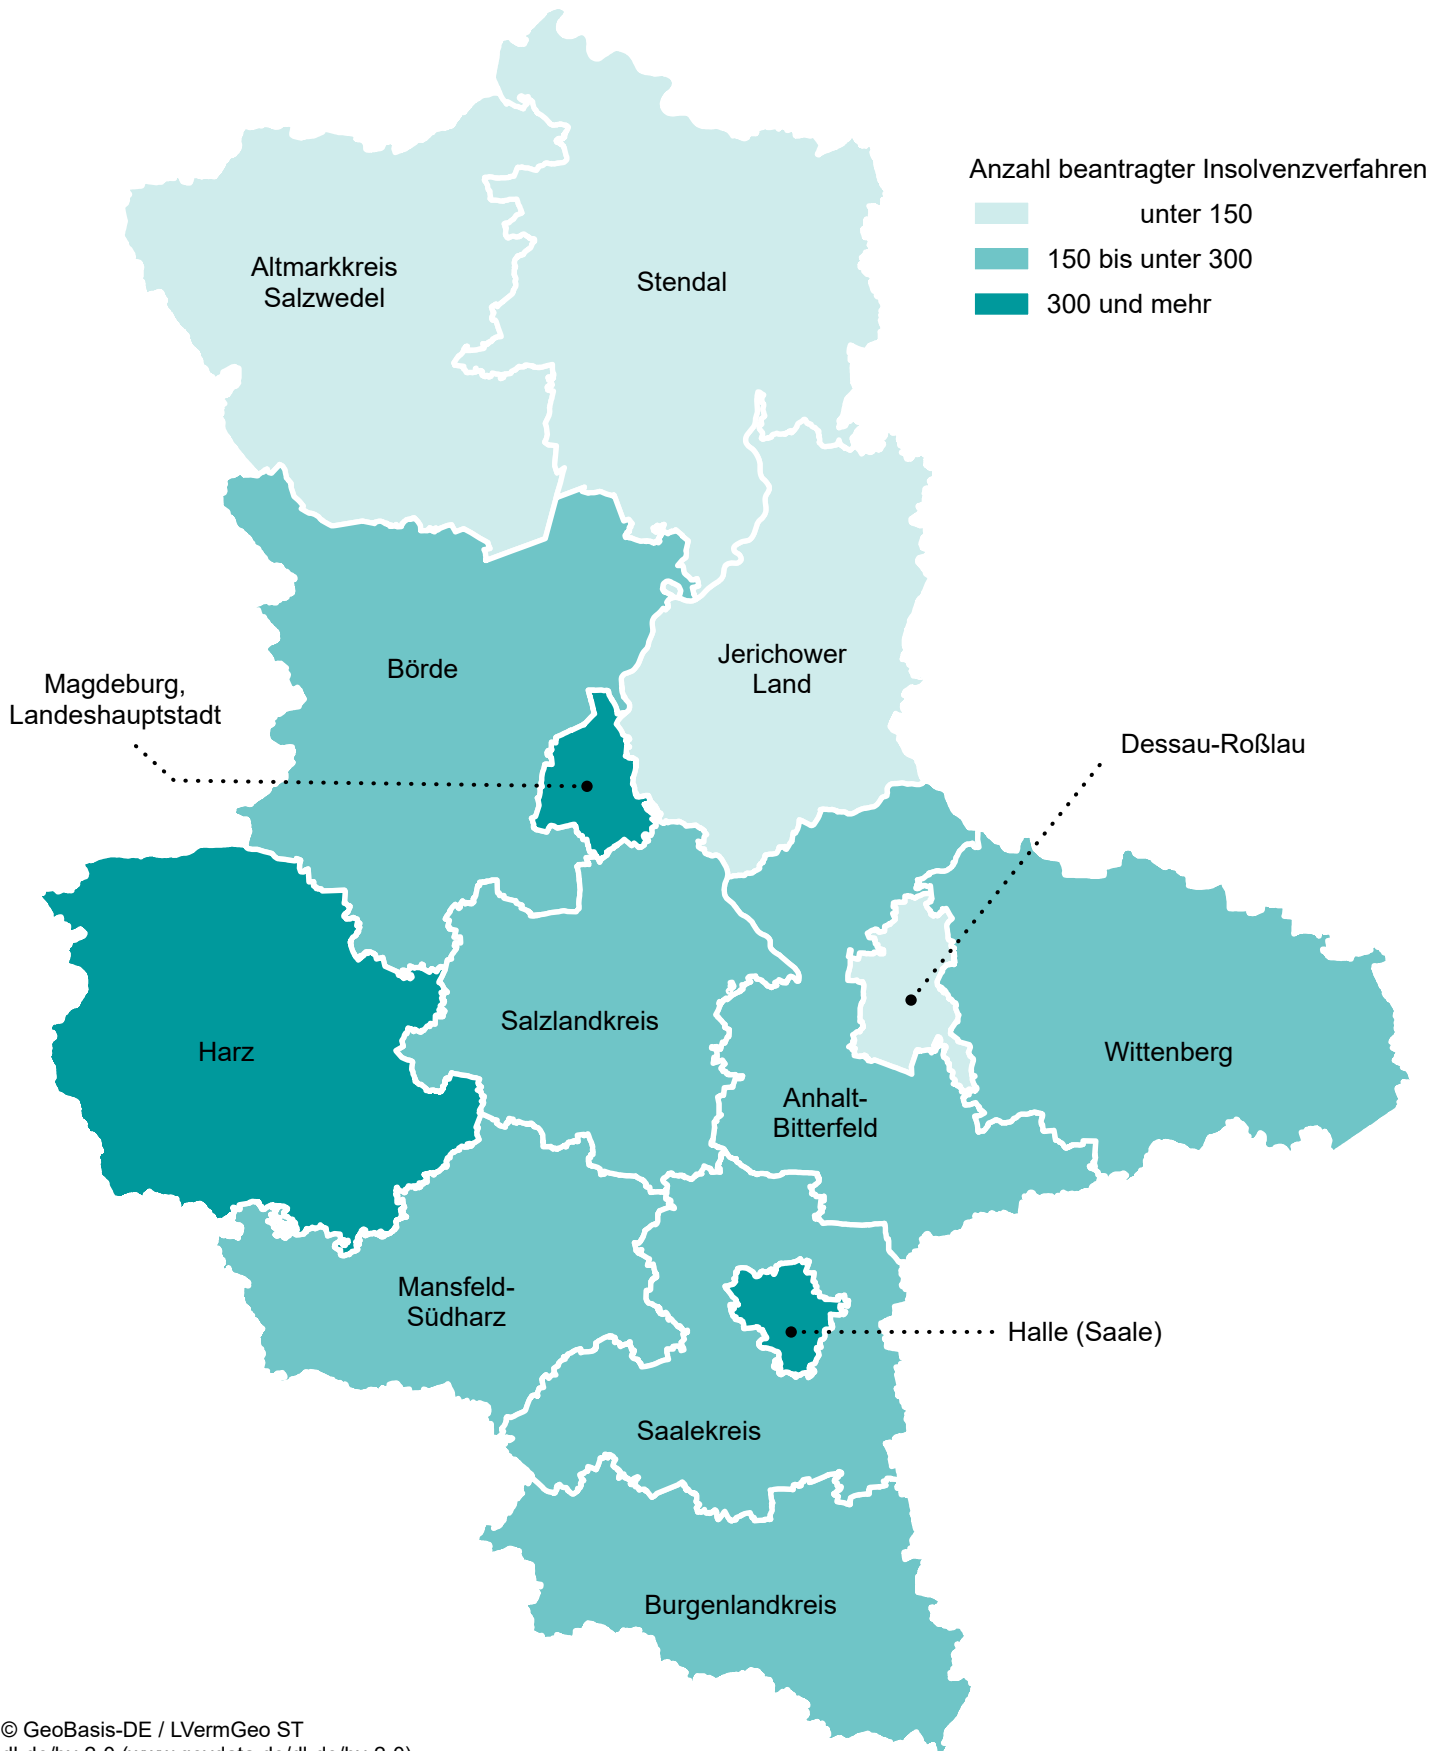 Anzahl beantragter Insolvenzverfahren
unter 150
150 bis unter 300
300 und mehr
Altmarkkreis
Salzwedel
Stendal
Börde
Jerichower
Land
Magdeburg,
Landeshauptstadt
Dessau-Roßlau
Salzlandkreis
Harz
Wittenberg
Anhalt-
Bitterfeld
Mansfeld-
Südharz
Halle (Saale)
Saalekreis
Burgenlandkreis
© GeoBasis-DE / LVermGeo ST